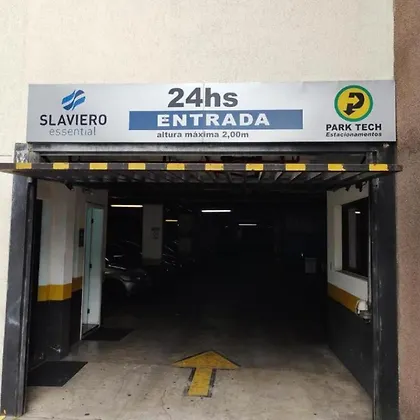 SLAVIERO
essential
24hs
ENTRADA
altura máxima 2,00m
PARK TECH
Estacionamentos